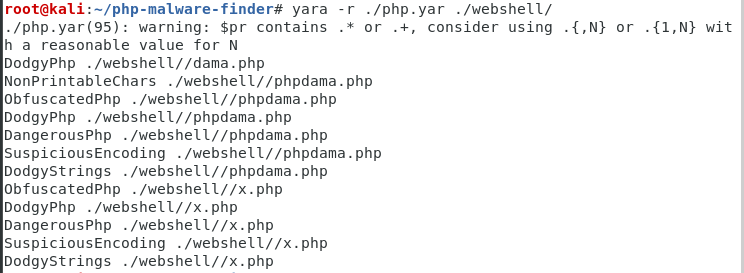 root@kali:~/php-malware-finder# yara -r ./php.yar ./webshell/
./php.yar(95): warning: $pr contains .* or .+, consider using .{,N} or .{1,N} wit
h a reasonable value for N
DodgyPhp ./webshell//dama.php
NonPrintableChars ./webshell//phpdama.php
ObfuscatedPhp ./webshell//phpdama.php
DodgyPhp ./webshell//phpdama.php
DangerousPhp ./webshell//phpdama.php
SuspiciousEncoding ./webshell//phpdama.php
DodgyStrings ./webshell//phpdama.php
ObfuscatedPhp ./webshell//x.php
DodgyPhp ./webshell//x.php
DangerousPhp ./webshell//x.php
SuspiciousEncoding ./webshell//x.php
DodgyStrings ./webshell//x.php